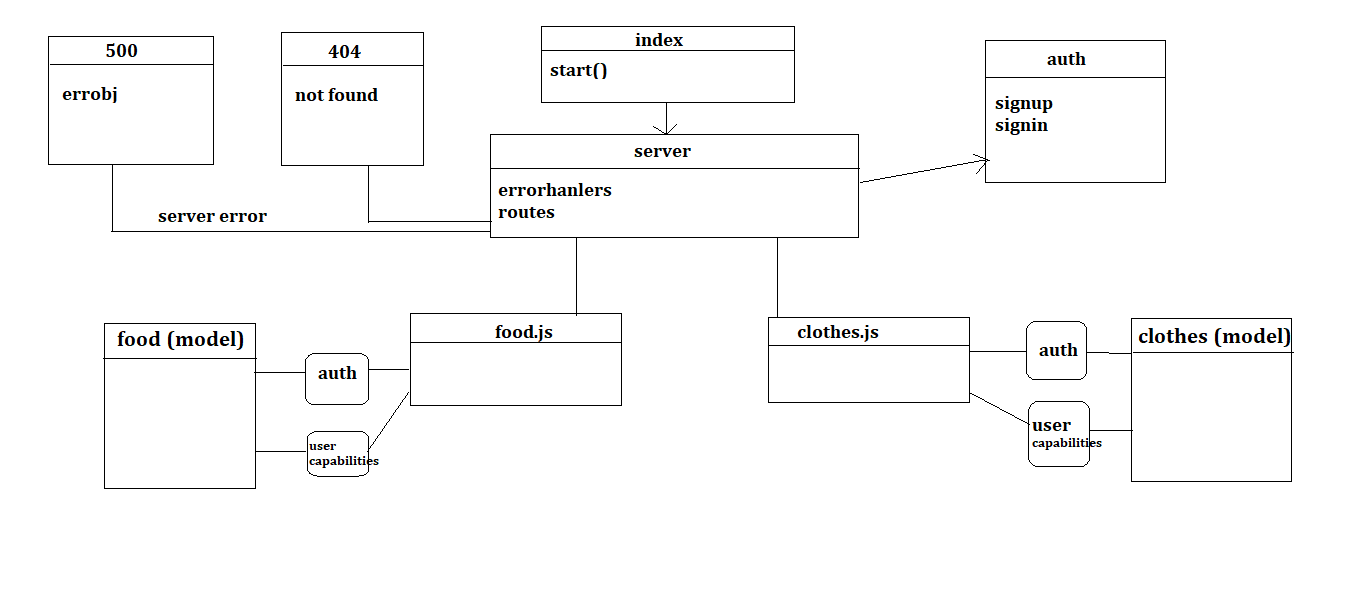 500
errobj
404
not found
index
start()
auth
signup
signin
server
errorhanlers
routes
server error
food (model)
auth
user
capabilities
food.js
clothes.js
auth
user
capabilities
clothes (model)